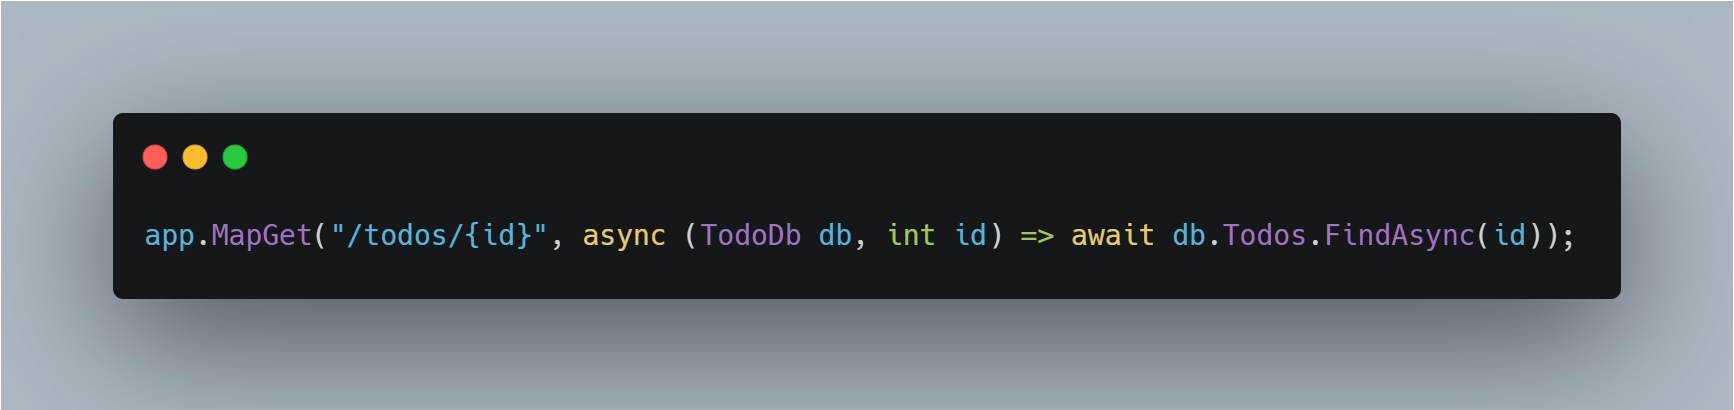 app.MapGet("/todos/{id}", async (TodoDb db, int id) => await db.Todos.FindAsync(id));